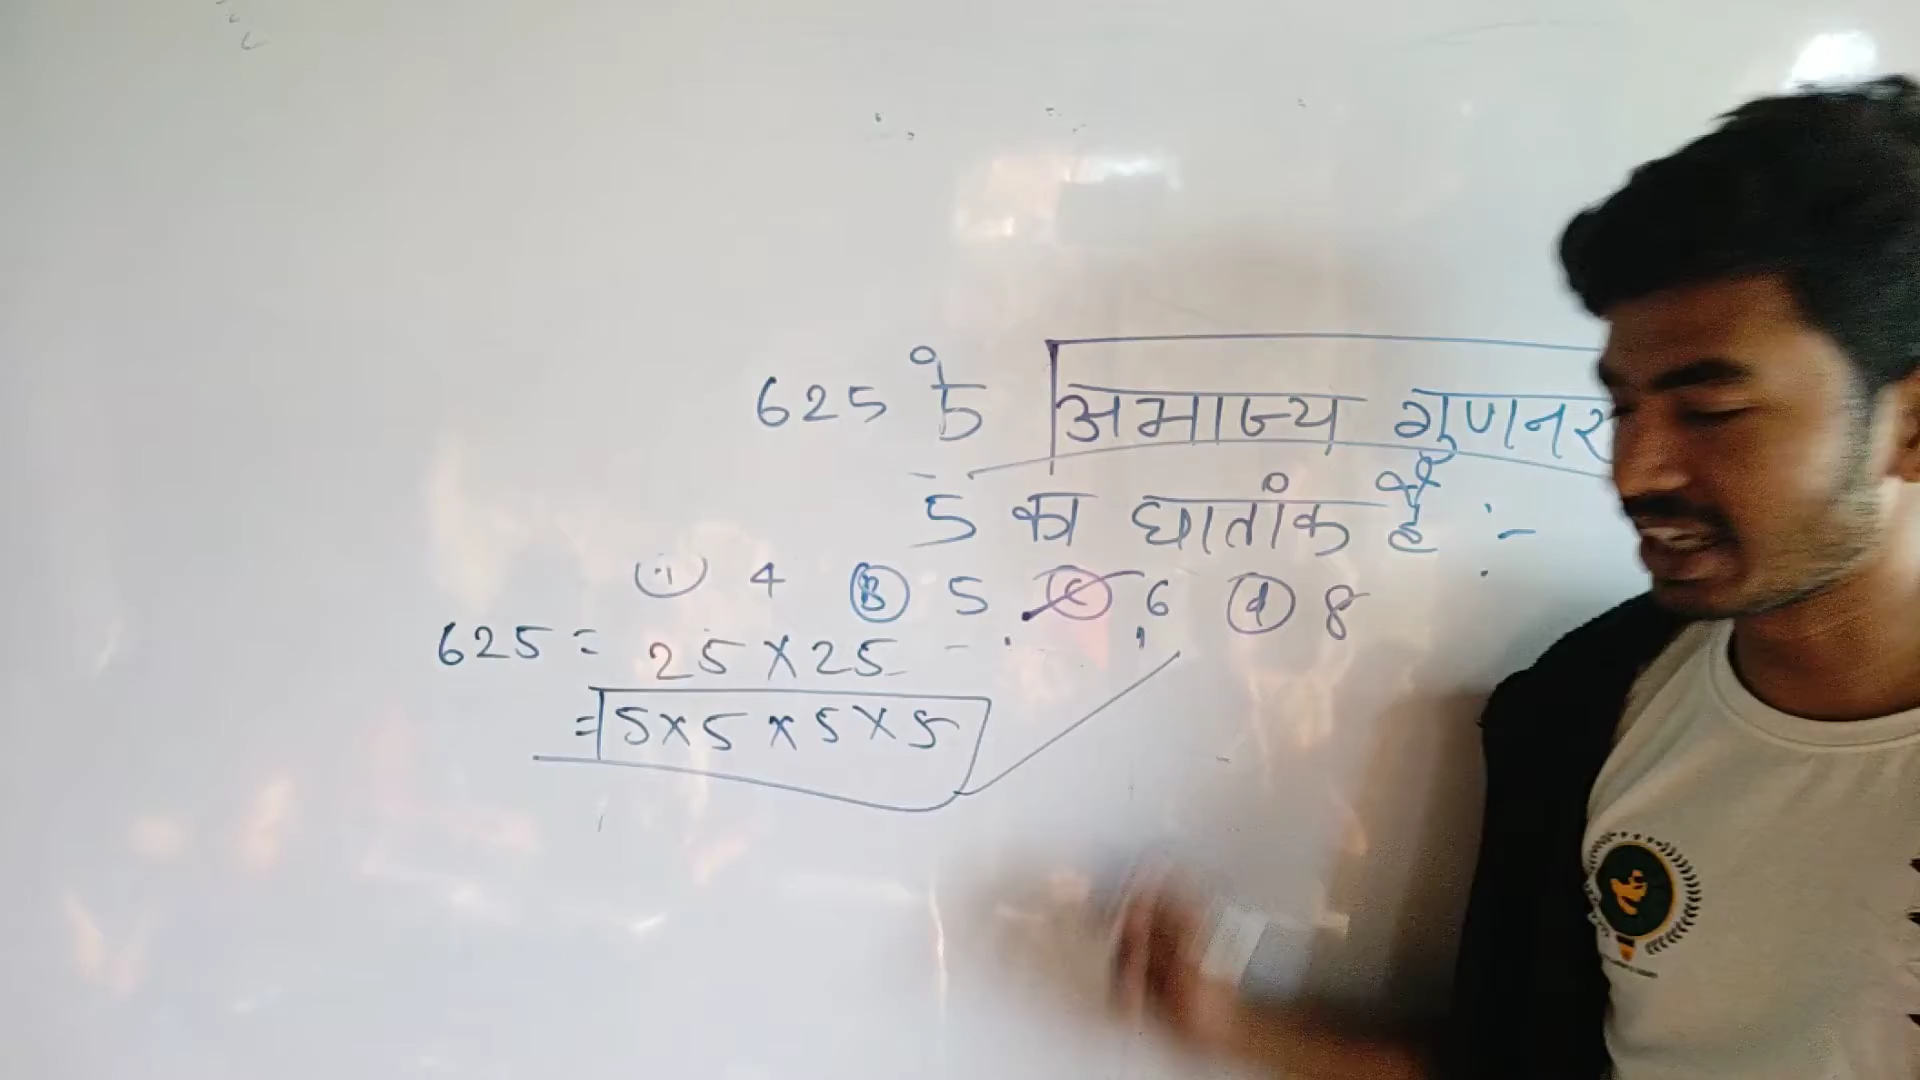 625 के अभाज्य गुणन
5 का घातांक है :-
4 (B) 5 (C) 6 (d) 8
625 = 25 × 25
= 5 × 5 × 5 × 5